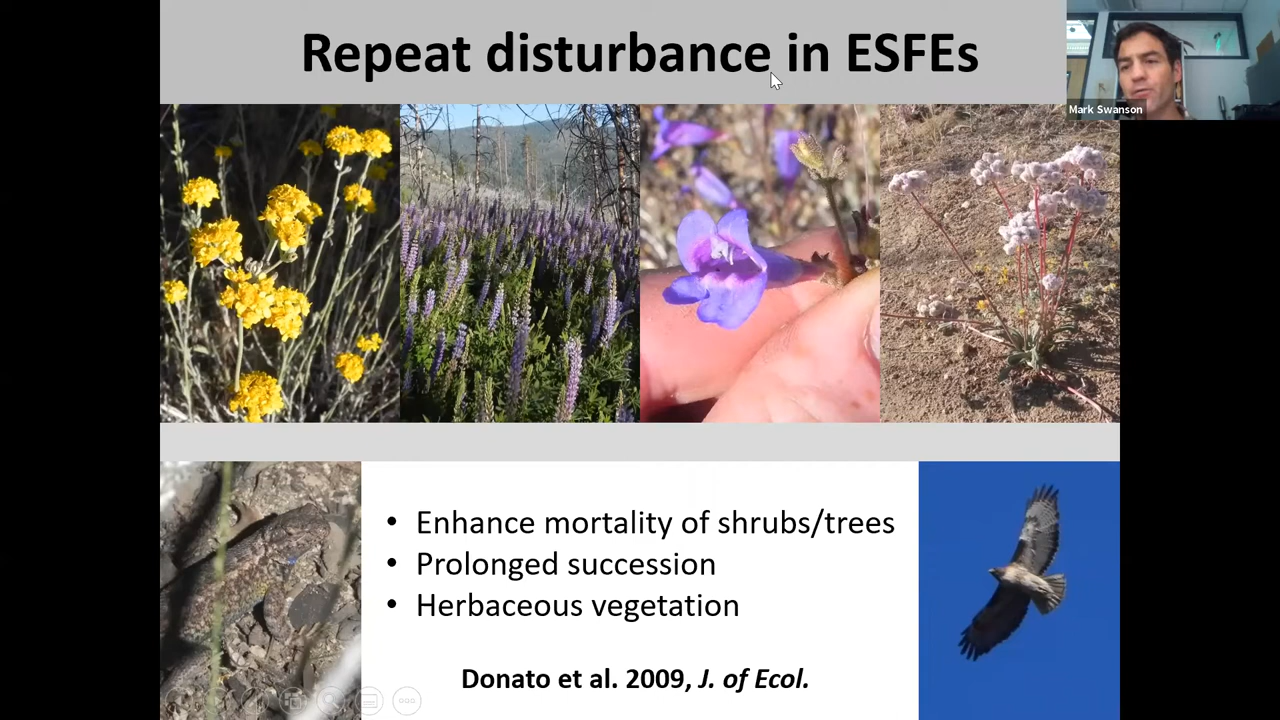 Repeat disturbance in ESFEs
Mark Swanson
• Enhance mortality of shrubs/trees
• Prolonged succession
• Herbaceous vegetation
Donato et al. 2009, J. of Ecol.